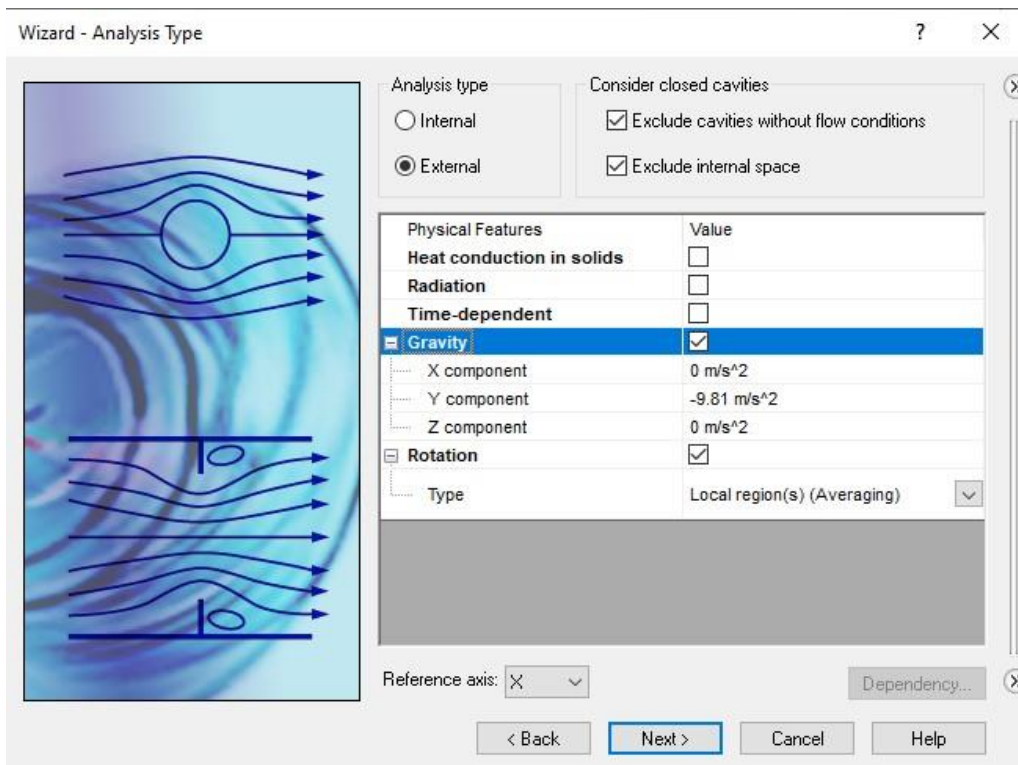 Wizard - Analysis Type
?
Analysis type
Internal
External
Consider closed cavities
Exclude cavities without flow conditions
Exclude internal space
Physical Features Value
Heat conduction in solids
Radiation
Time-dependent
Gravity
X component 0 m/s^2
Y component -9.81 m/s^2
Z component 0 m/s^2
Rotation
Type Local region(s) (Averaging)
Reference axis: X
Dependency...
< Back Next > Cancel Help